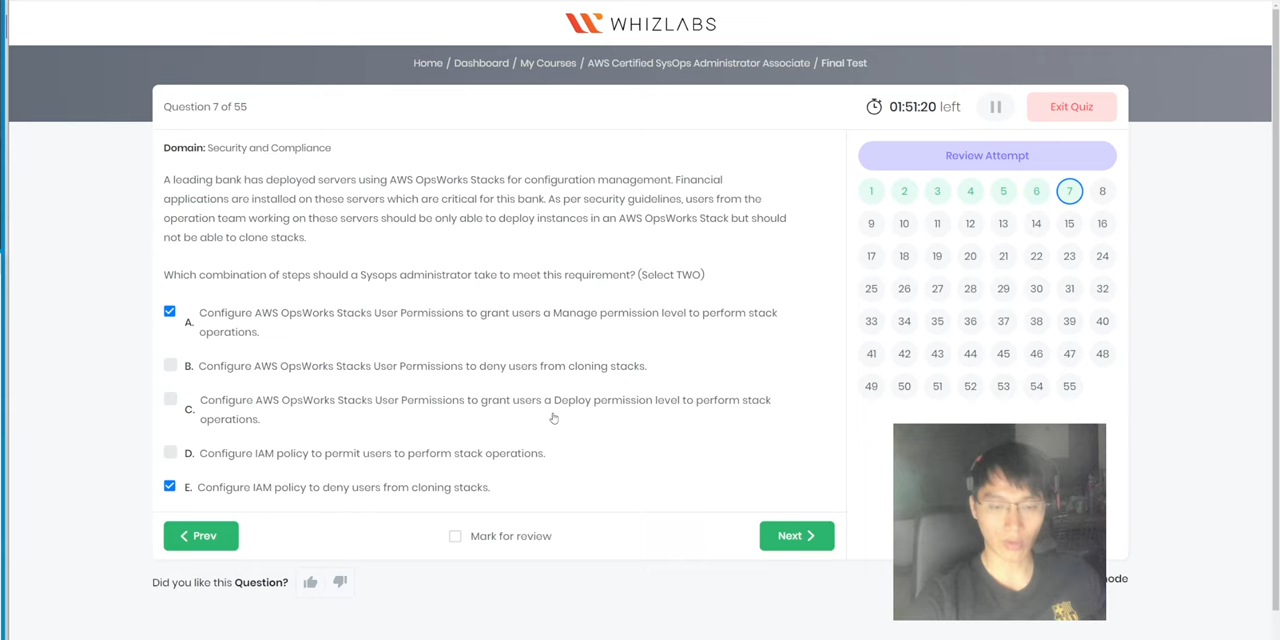 WHIZLABS
Home / Dashboard / My Courses / AWS Certified SysOps Administrator Associate / Final Test
Question 7 of 55
01:51:20 left
Exit Quiz
Domain: Security and Compliance
A leading bank has deployed servers using AWS OpsWorks Stacks for configuration management. Financial
applications are installed on these servers which are critical for this bank. As per security guidelines, users from the
operation team working on these servers should be only able to deploy instances in an AWS OpsWorks Stack but should
not be able to clone stacks.
Which combination of steps should a Sysops administrator take to meet this requirement? (Select TWO)
A. Configure AWS OpsWorks Stacks User Permissions to grant users a Manage permission level to perform stack
operations.
B. Configure AWS OpsWorks Stacks User Permissions to deny users from cloning stacks.
C. Configure AWS OpsWorks Stacks User Permissions to grant users a Deploy permission level to perform stack
operations.
D. Configure IAM policy to permit users to perform stack operations.
E. Configure IAM policy to deny users from cloning stacks.
Prev
Mark for review
Next
Did you like this Question?
Review Attempt
1 2 3 4 5 6 7 8
9 10 11 12 13 14 15 16
17 18 19 20 21 22 23 24
25 26 27 28 29 30 31 32
33 34 35 36 37 38 39 40
41 42 43 44 45 46 47 48
49 50 51 52 53 54 55